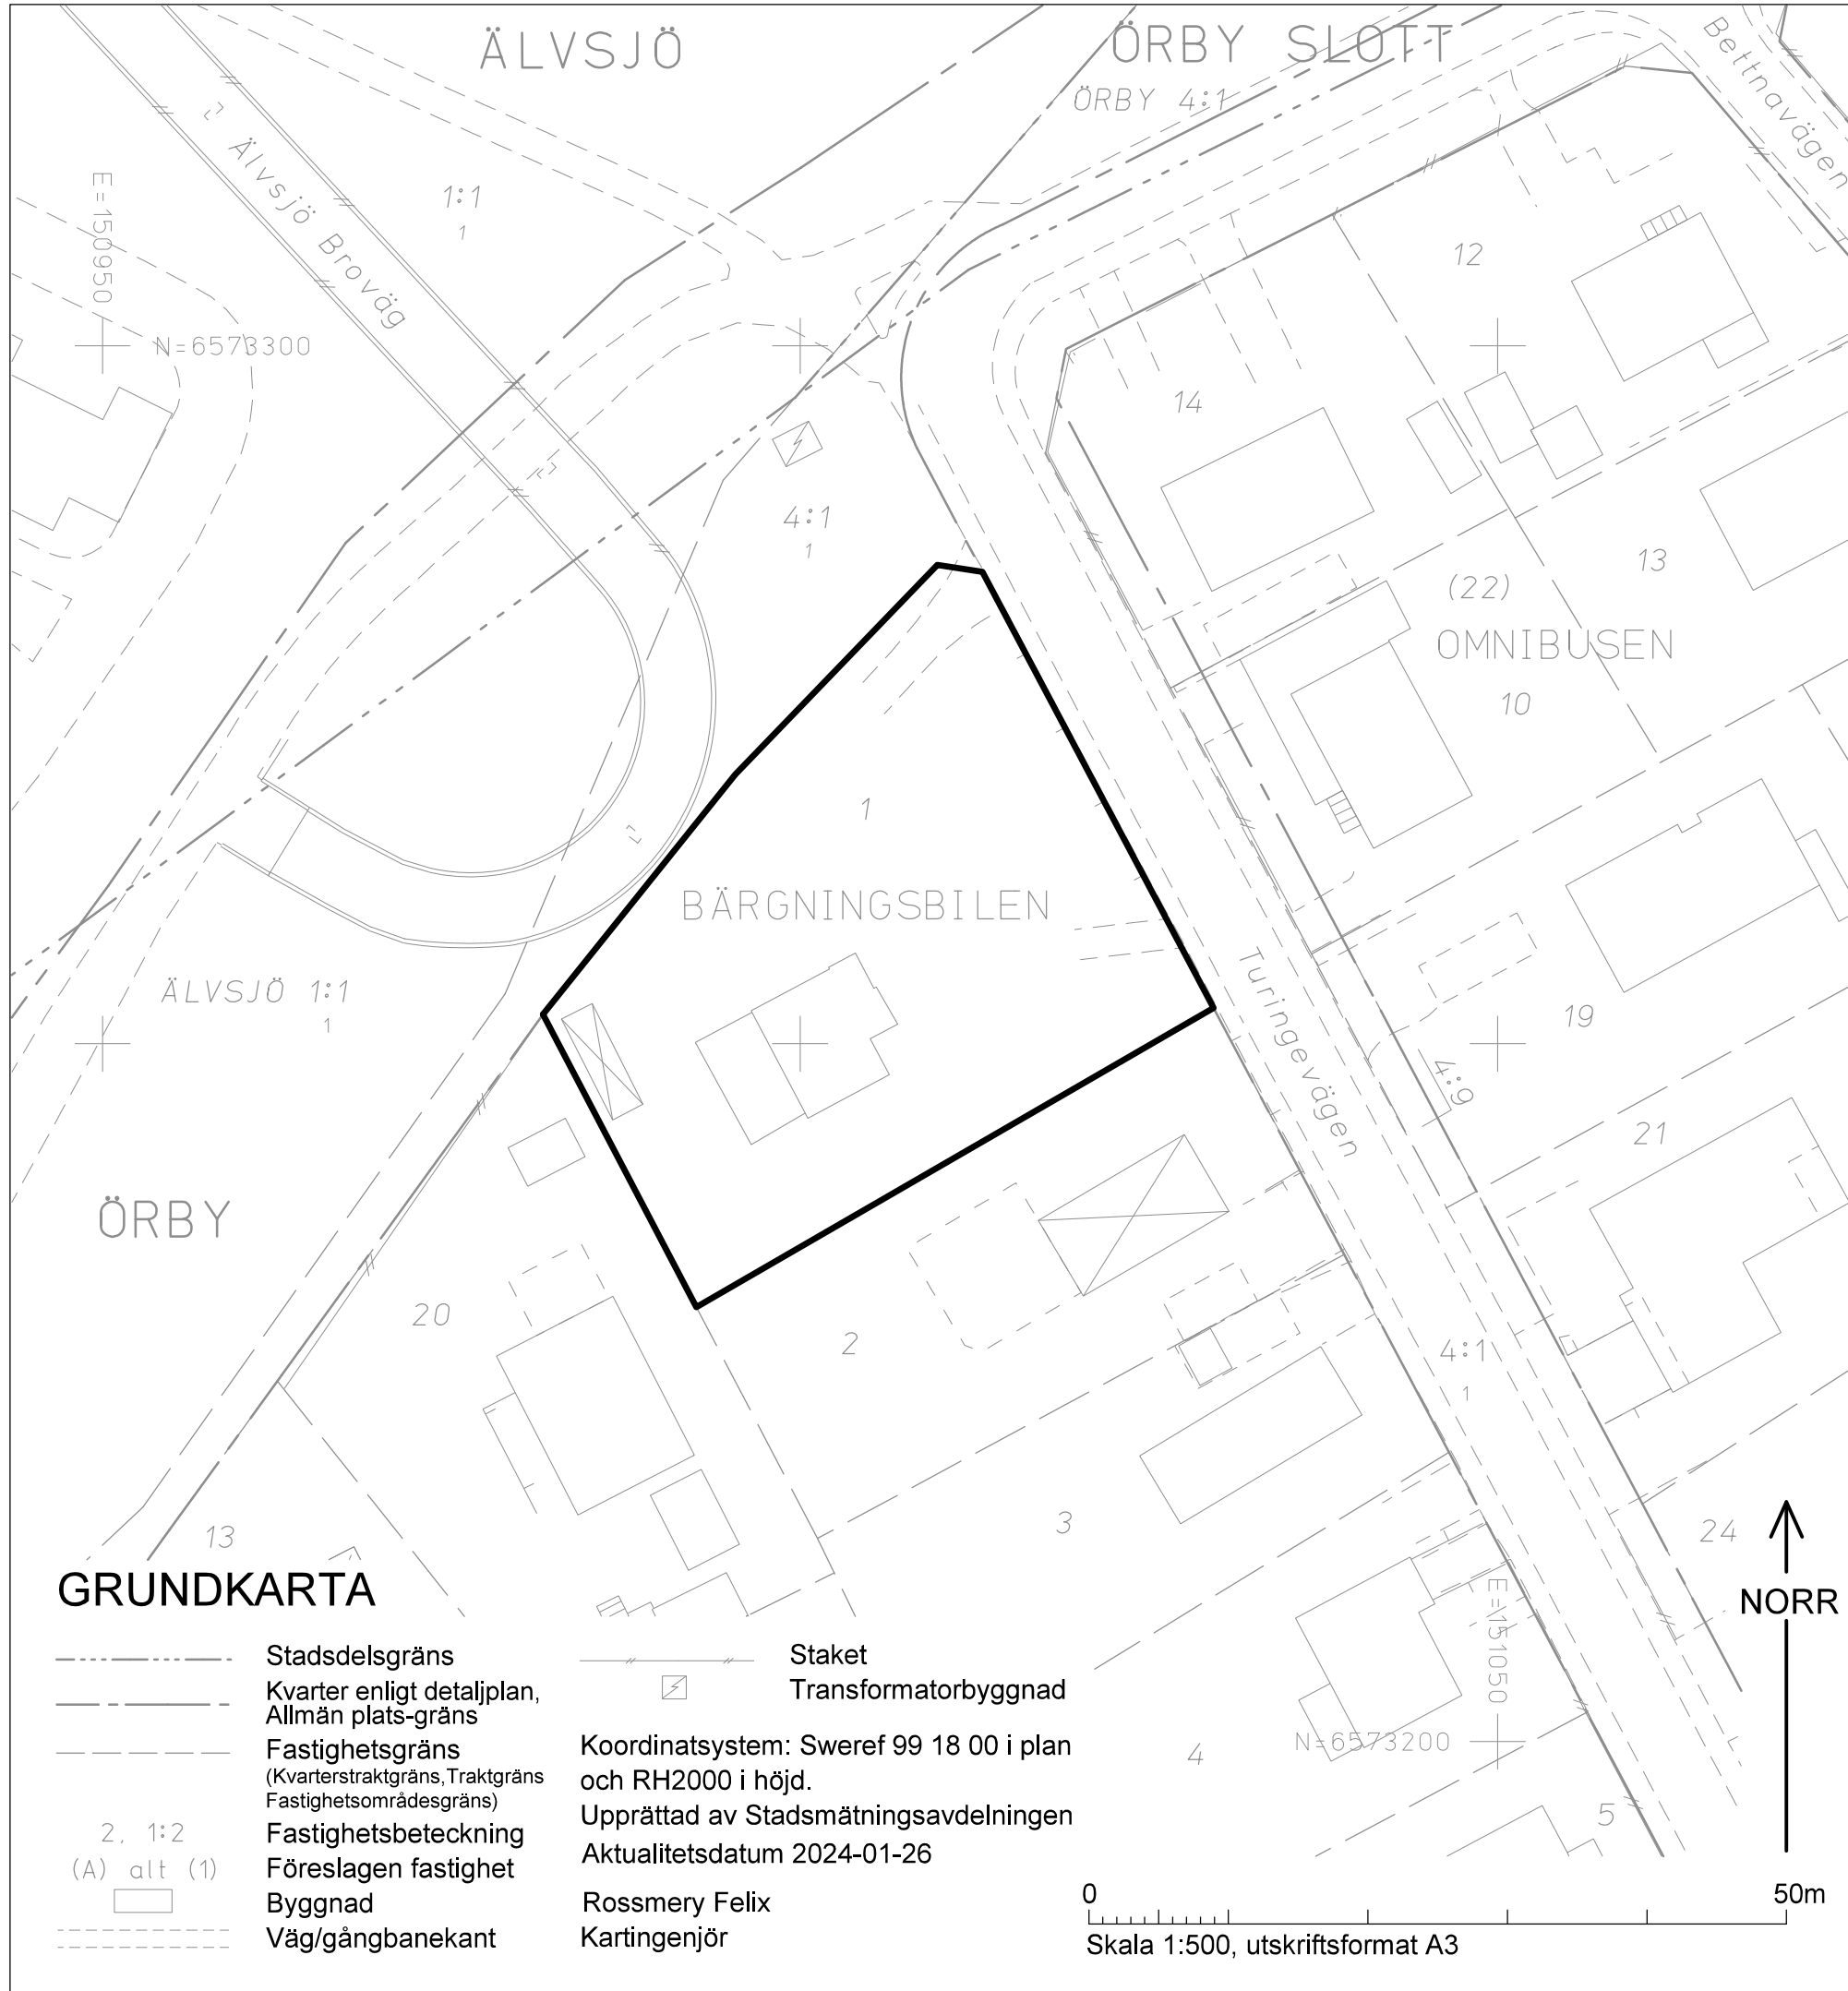 ÄLVSJÖ
ÖRBY SLOTT
ÖRBY 4:1
Bettnavägen
Älvsjö Broväg
1:1
1
E=150950
N=6573300
12
14
4:1
1
13
(22)
OMNIBUSEN
10
1
BÄRGNINGSBILEN
ÄLVSJÖ 1:1
1
Turingevägen
19
4:9
21
ÖRBY
20
2
4:1
1
3
13
24
E=151050
N=6573200
4
5
NORR
GRUNDKARTA
Stadsdelsgräns
Kvarter enligt detaljplan,
Allmän plats-gräns
Fastighetsgräns
(Kvarterstraktgräns,Traktgräns
Fastighetsområdesgräns)
2, 1:2 Fastighetsbeteckning
(A) alt (1) Föreslagen fastighet
Byggnad
Väg/gångbanekant
Staket
Transformatorbyggnad
Koordinatsystem: Sweref 99 18 00 i plan
och RH2000 i höjd.
Upprättad av Stadsmätningsavdelningen
Aktualitetsdatum 2024-01-26
Rossmery Felix
Kartingenjör
0 50m
Skala 1:500, utskriftsformat A3